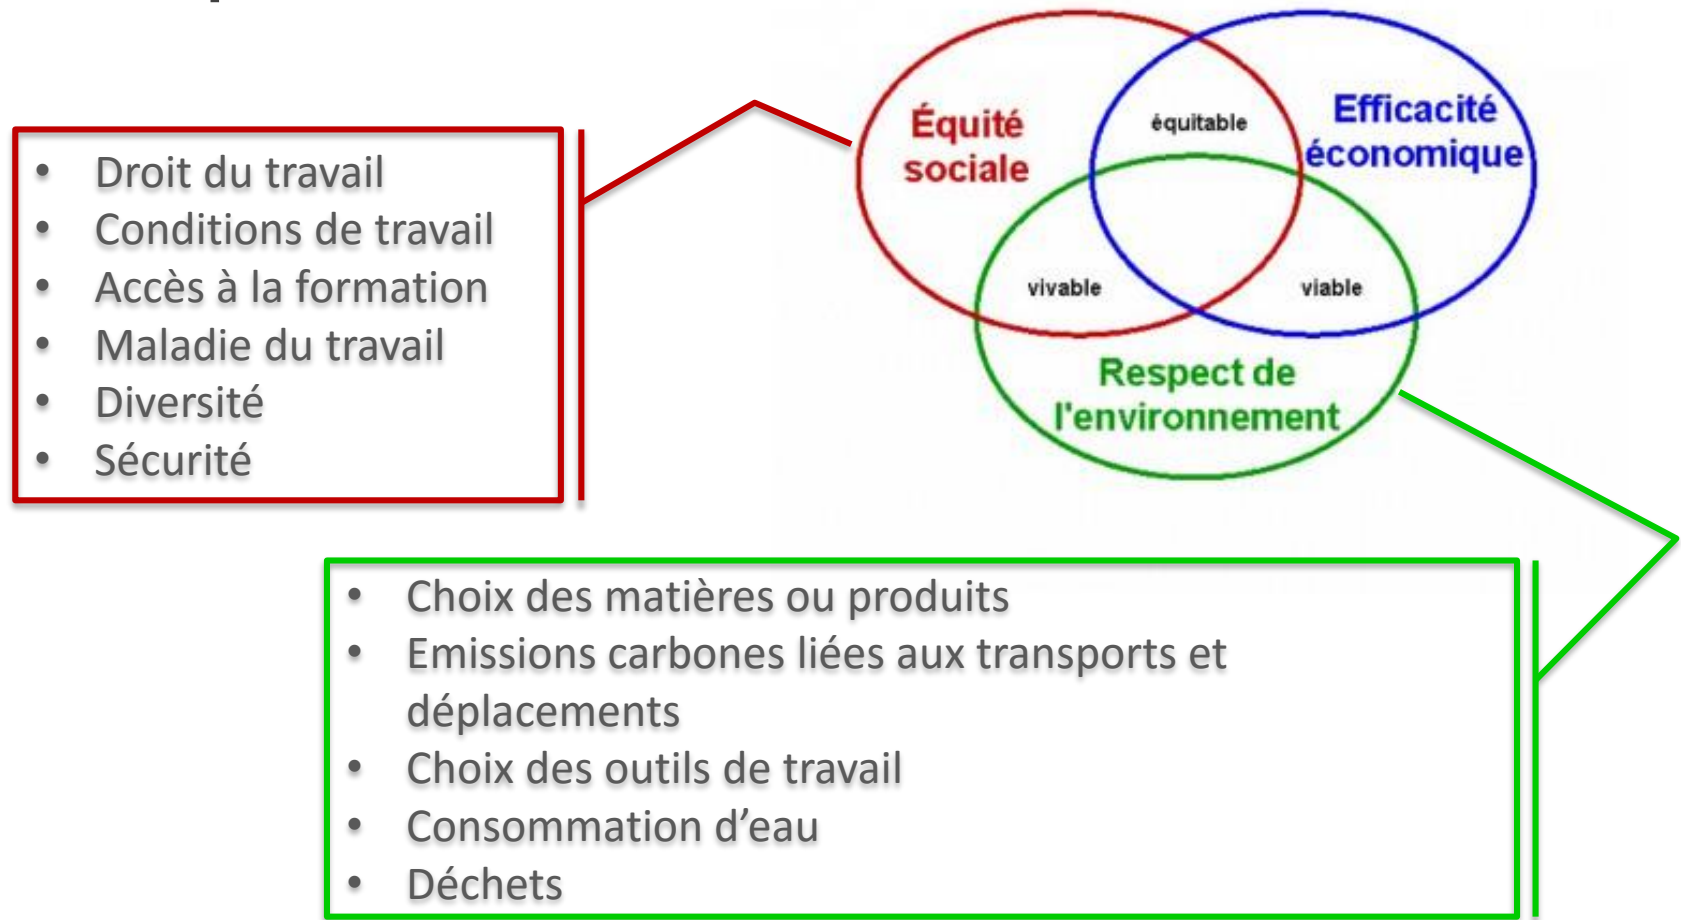 • Droit du travail
• Conditions de travail
• Accès à la formation
• Maladie du travail
• Diversité
• Sécurité
Équité
sociale
équitable
Efficacité
économique
vivable
viable
Respect de
l'environnement
• Choix des matières ou produits
• Emissions carbones liées aux transports et
déplacements
• Choix des outils de travail
• Consommation d’eau
• Déchets